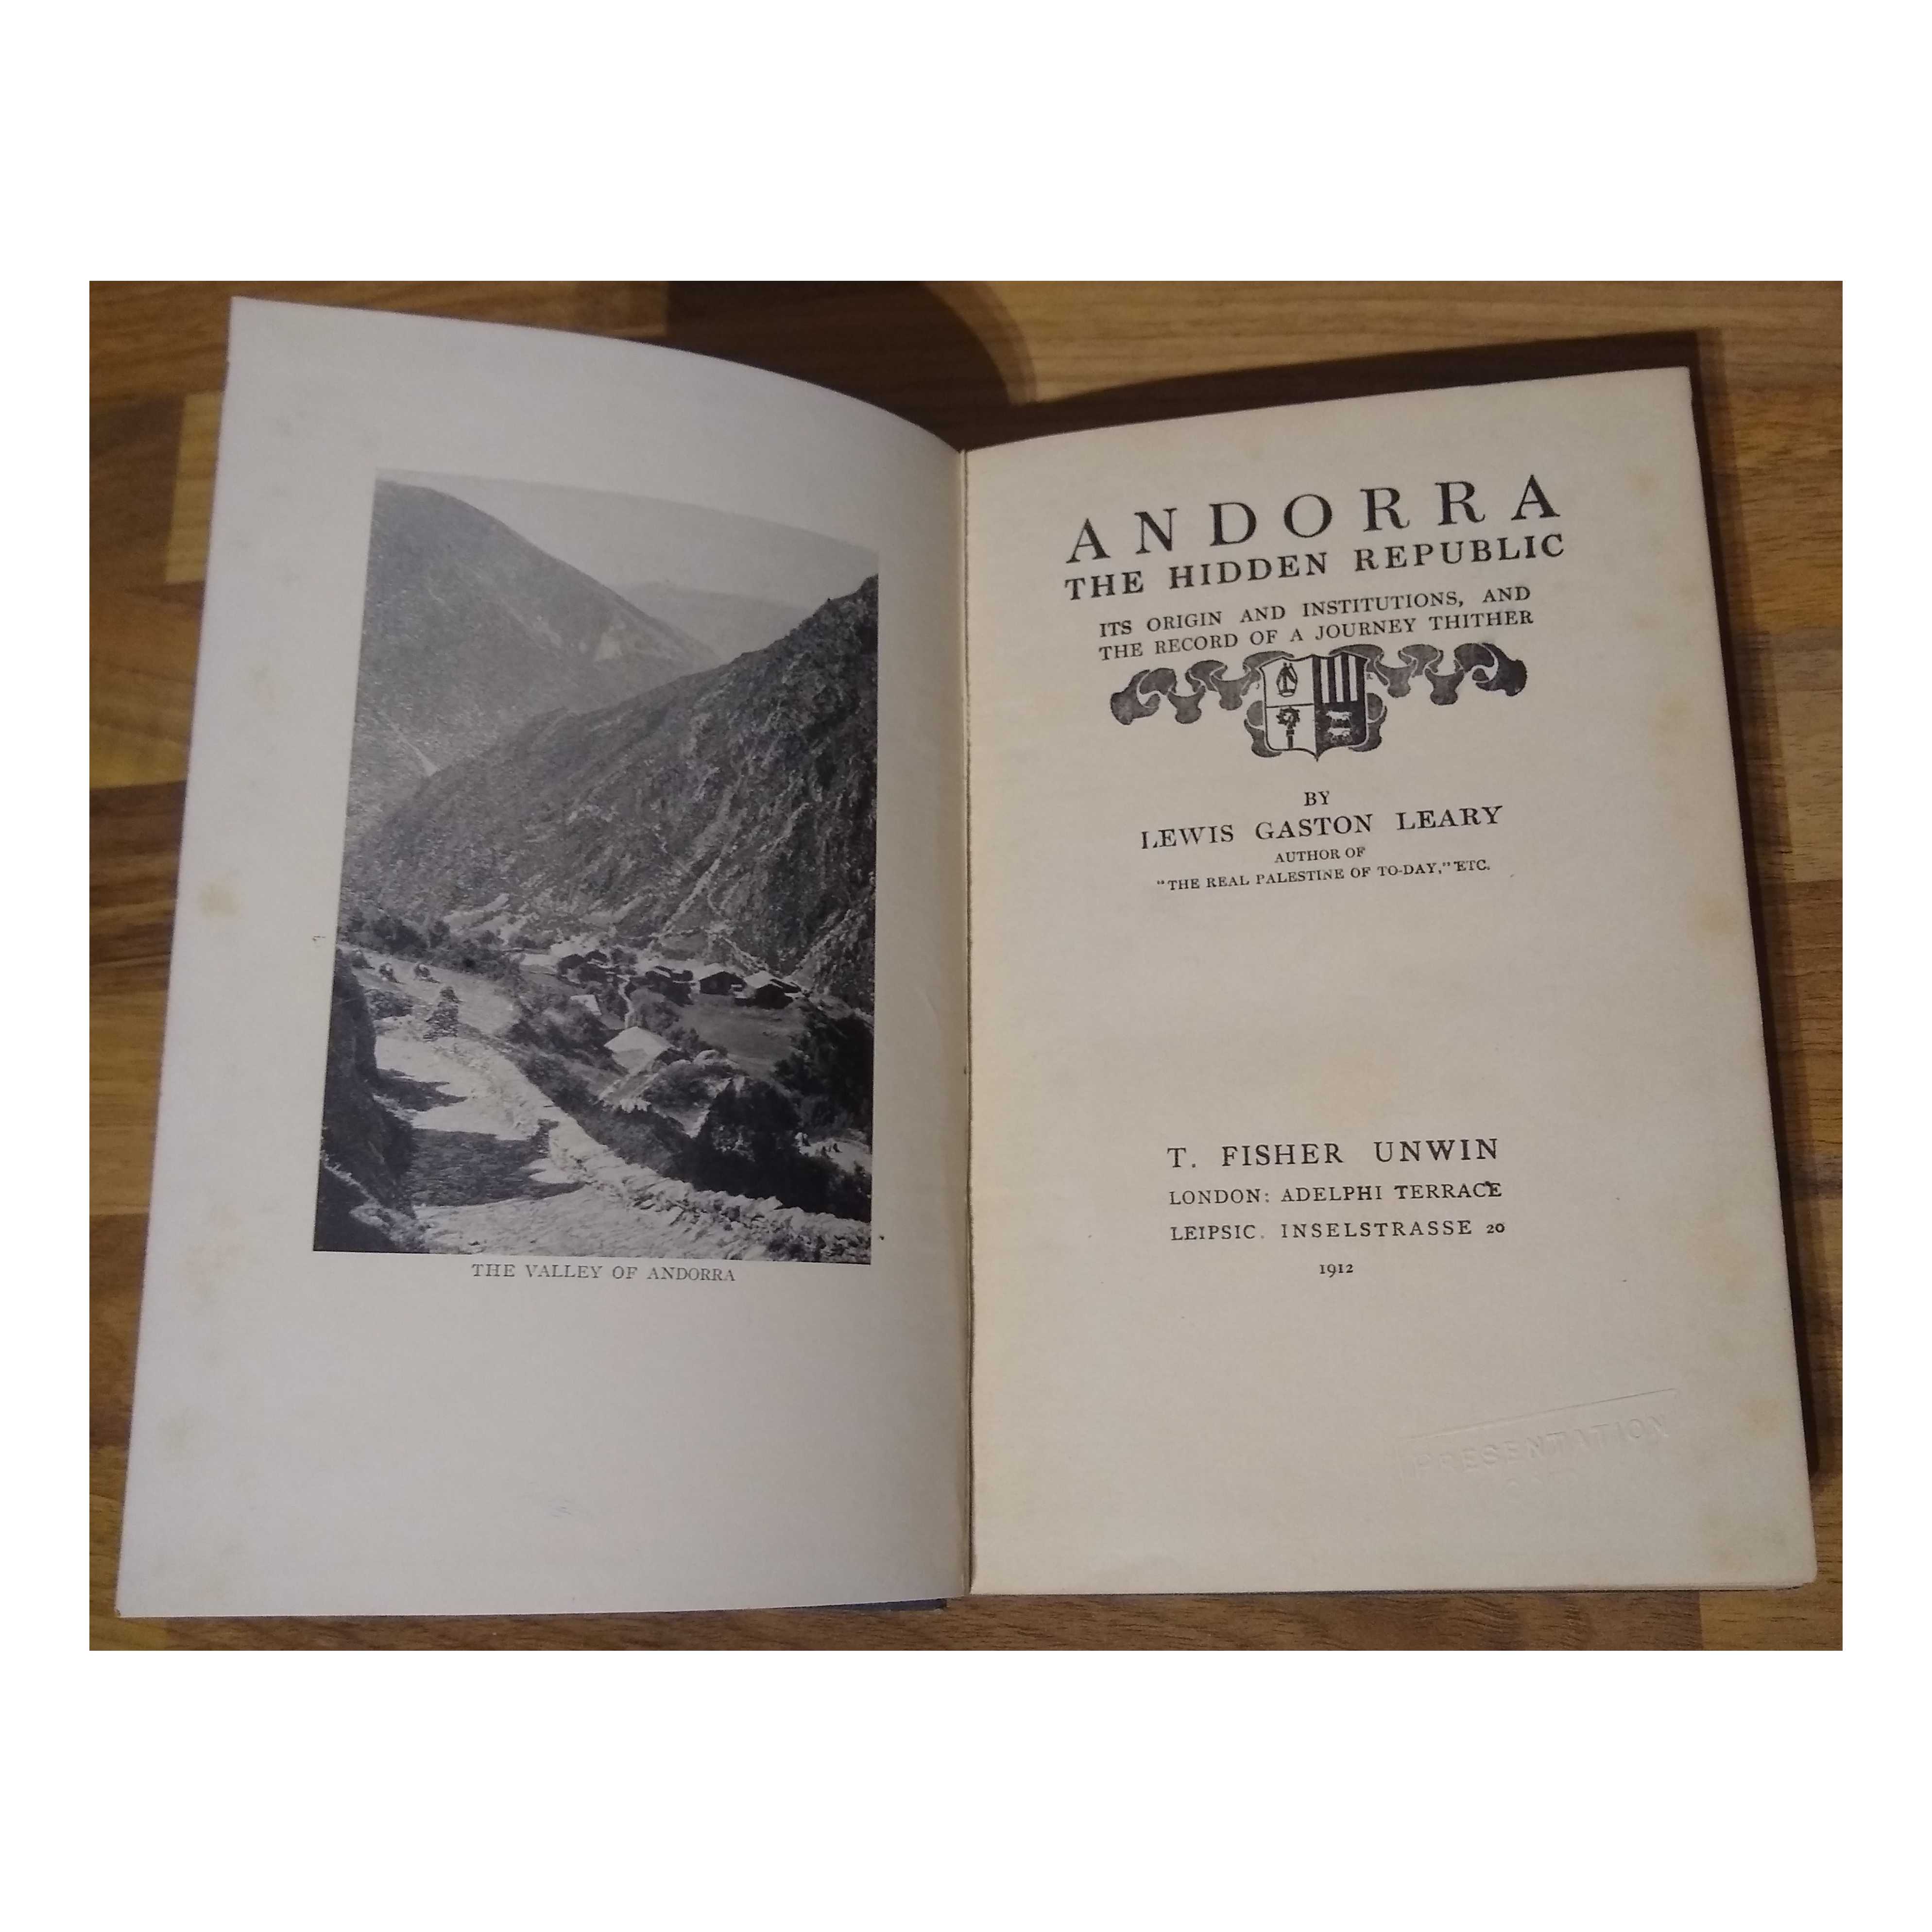 THE VALLEY OF ANDORRA
ANDORRA
THE HIDDEN REPUBLIC
ITS ORIGIN AND INSTITUTIONS, AND
THE RECORD OF A JOURNEY THITHER
BY
LEWIS GASTON LEARY
AUTHOR OF
"THE REAL PALESTINE OF TO-DAY," ETC.
T. FISHER UNWIN
LONDON: ADELPHI TERRACE
LEIPSIC. INSELSTRASSE 20
1912
PRESENTATION